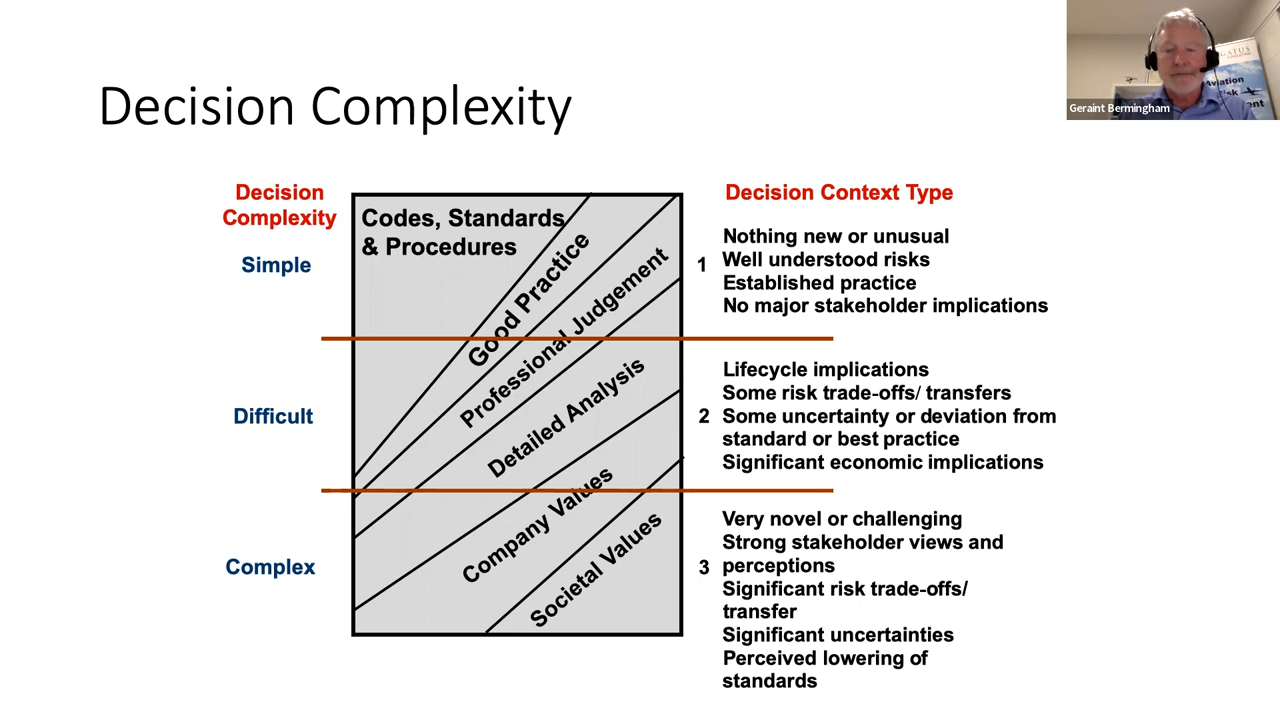 Decision Complexity
Geraint Bermingham
GATUS
Aviation
Decision
Complexity
Simple
Difficult
Complex
Codes, Standards
& Procedures
Good Practice
Professional Judgement
Detailed Analysis
Company Values
Societal Values
Decision Context Type
1
Nothing new or unusual
Well understood risks
Established practice
No major stakeholder implications
2
Lifecycle implications
Some risk trade-offs/ transfers
Some uncertainty or deviation from
standard or best practice
Significant economic implications
3
Very novel or challenging
Strong stakeholder views and
perceptions
Significant risk trade-offs/
transfer
Significant uncertainties
Perceived lowering of
standards